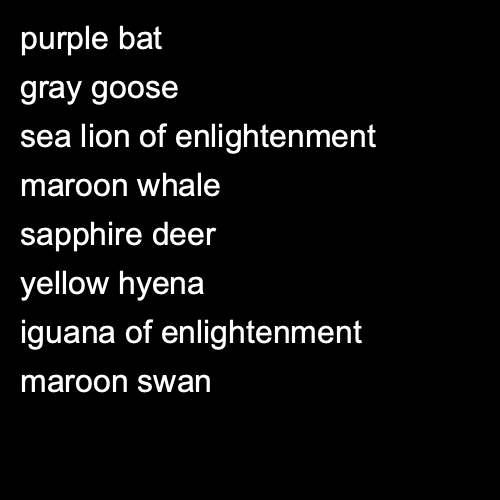 purple bat
gray goose
sea lion of enlightenment
maroon whale
sapphire deer
yellow hyena
iguana of enlightenment
maroon swan